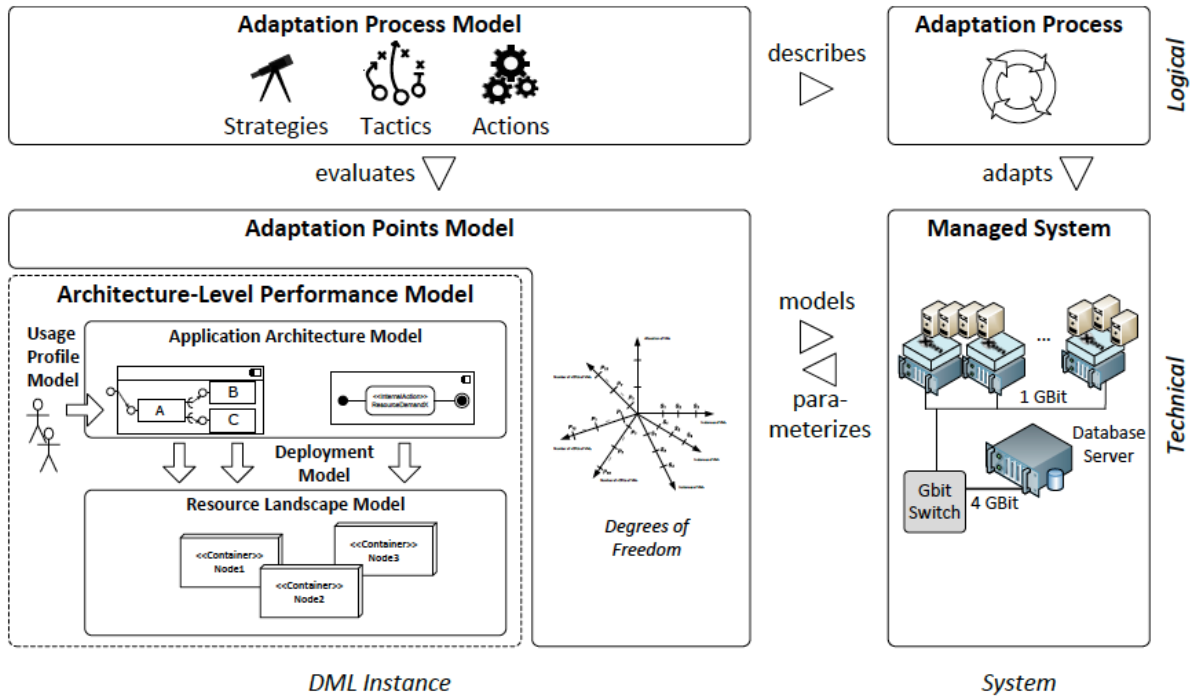 Adaptation Process Model
Strategies
Tactics
Actions
describes
Adaptation Process
Logical
evaluates
adapts
Adaptation Points Model
Architecture-Level Performance Model
Usage
Profile
Model
Application Architecture Model
A
B
C
<<InternalAction>>
ResourceDemandX
Deployment
Model
Resource Landscape Model
<<Container>>
Node1
<<Container>>
Node2
<<Container>>
Node3
Degrees of
Freedom
models
para-
meterizes
Managed System
...
1 GBit
Database
Server
Gbit
Switch
4 GBit
Technical
DML Instance
System